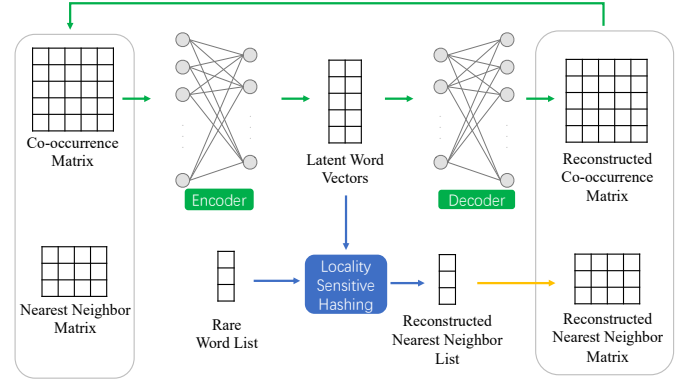 Co-occurrence
Matrix
Encoder
Latent Word
Vectors
Decoder
Reconstructed
Co-occurrence
Matrix
Nearest Neighbor
Matrix
Rare
Word List
Locality
Sensitive
Hashing
Reconstructed
Nearest Neighbor
List
Reconstructed
Nearest Neighbor
Matrix